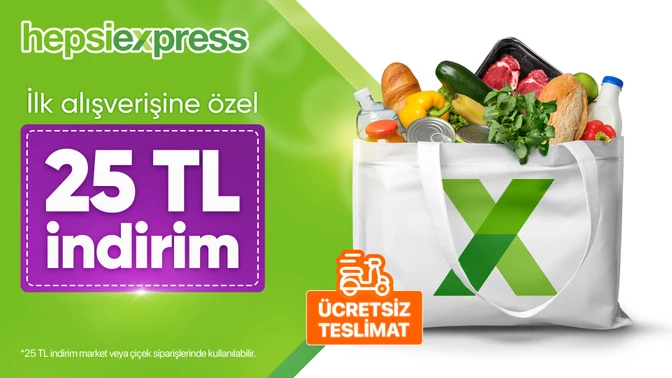 hepsiexpress
İlk alışverişine özel
25 TL
indirim
ÜCRETSİZ
TESLİMAT
*25 TL indirim market veya çiçek siparişlerinde kullanılabilir.